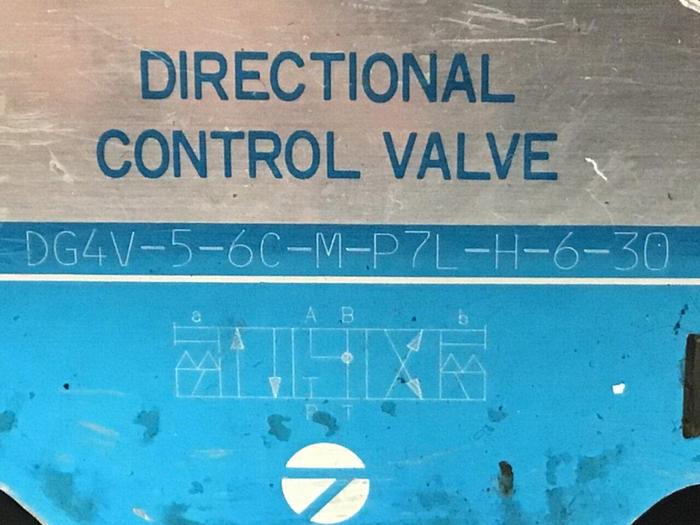 DIRECTIONAL
CONTROL VALVE
DG4V-5-6C-M-P7L-H-6-30
a A B b
P T